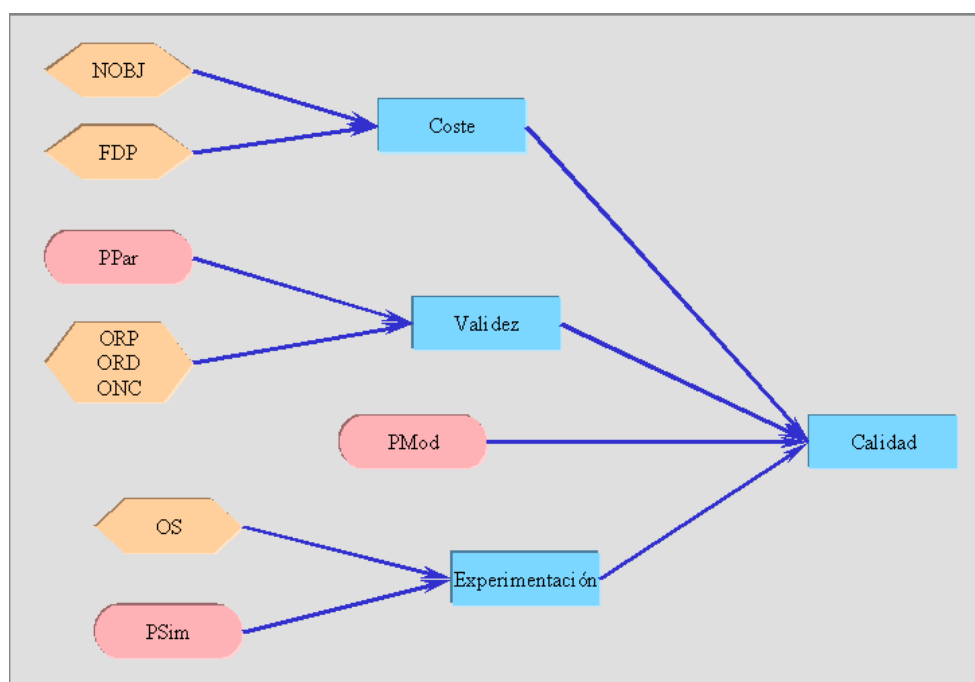 NOBJ
Coste
FDP
PPar
Validez
ORP
ORD
ONC
PMod
Calidad
OS
Experimentación
PSim